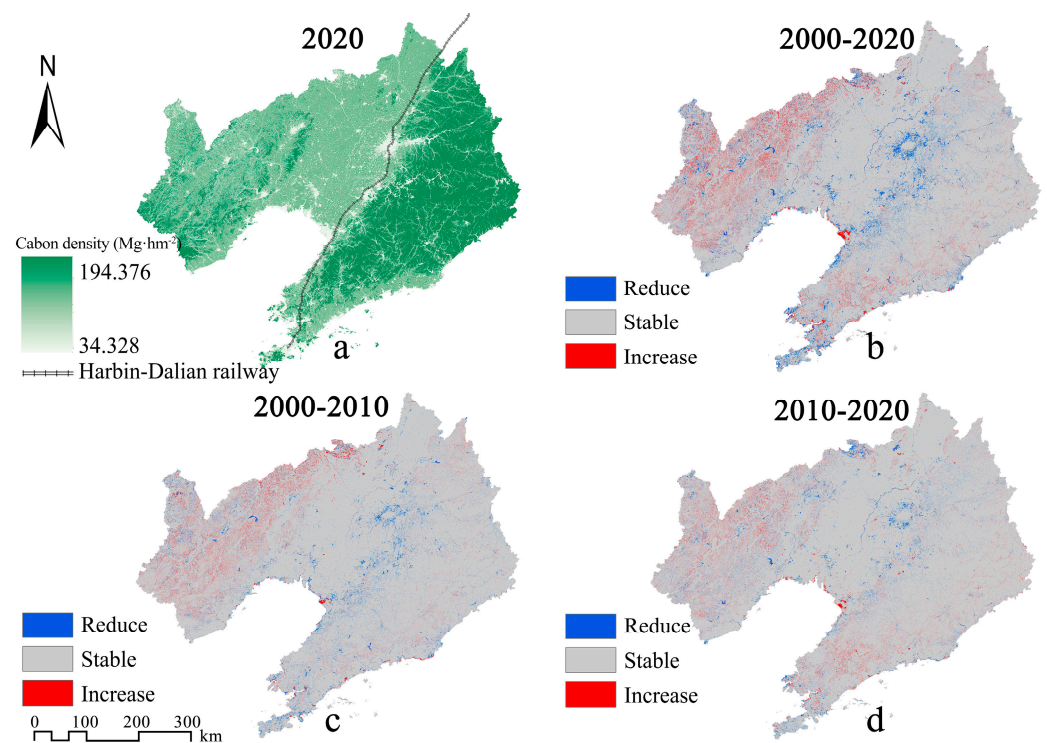 2020
N
Cabon density (Mg·hm⁻²)
194.376
34.328
Harbin-Dalian railway
a
2000-2020
Reduce
Stable
Increase
b
2000-2010
Reduce
Stable
Increase
0 100 200 300
km
c
2010-2020
Reduce
Stable
Increase
d